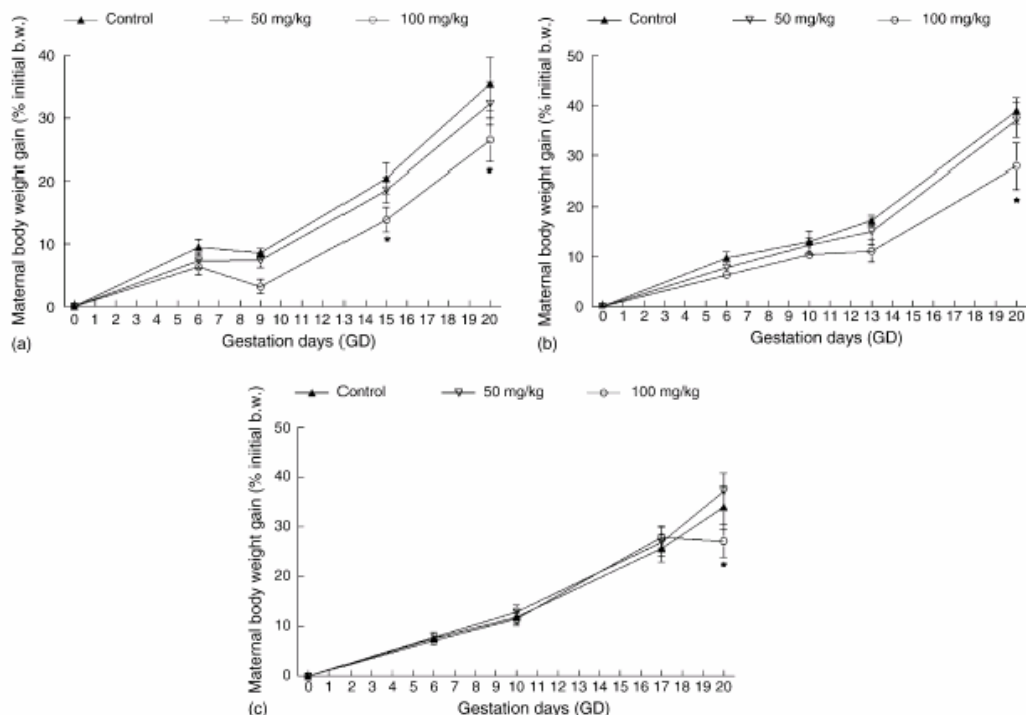 Control 50 mg/kg 100 mg/kg
Maternal body weight gain (% iniitial b.w.)
40
30
20
10
0
* *
0 1 2 3 4 5 6 7 8 9 10 11 12 13 14 15 16 17 18 19 20
Gestation days (GD)
(a)
Control 50 mg/kg 100 mg/kg
Maternal body weight gain (% iniitial b.w.)
50
40
30
20
10
0
*
0 1 2 3 4 5 6 7 8 9 10 11 12 13 14 15 16 17 18 19 20
Gestation days (GD)
(b)
Control 50 mg/kg 100 mg/kg
Maternal body weight gain (% iniitial b.w.)
50
40
30
20
10
0
*
0 1 2 3 4 5 6 7 8 9 10 11 12 13 14 15 16 17 18 19 20
Gestation days (GD)
(c)